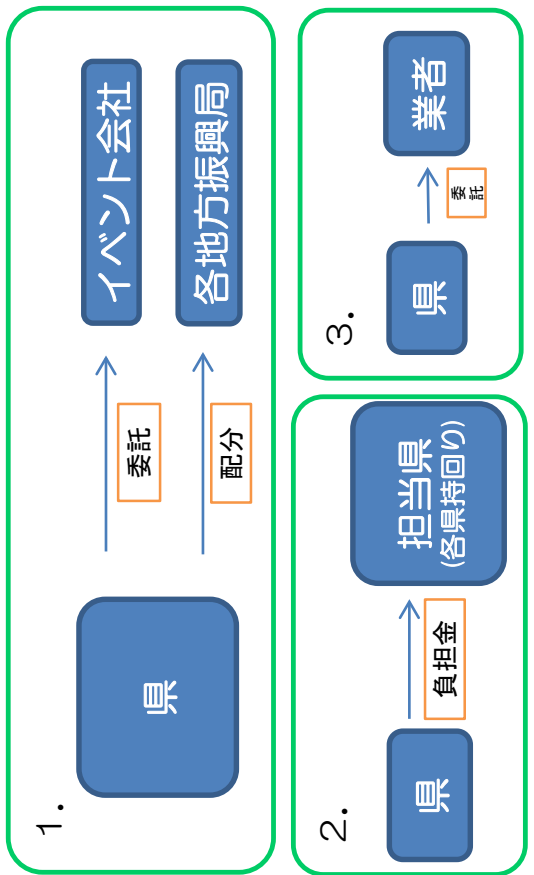 1.
県
委託
イベント会社
配分
各地方振興局
2.
県
負担金
担当県
(各県持回り)
3.
県
委託
業者